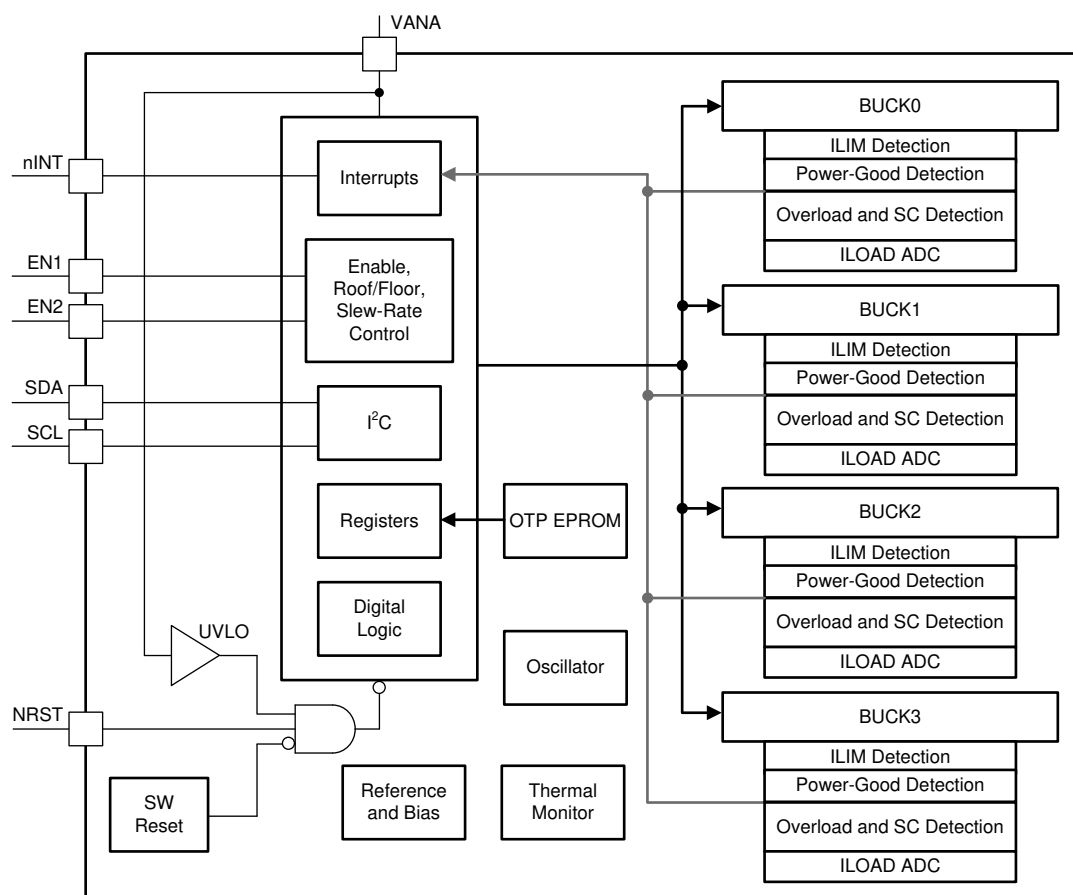 VANA
nINT
EN1
EN2
SDA
SCL
NRST
Interrupts
Enable,
Roof/Floor,
Slew-Rate
Control
I²C
Registers
OTP EPROM
Digital
Logic
UVLO
Oscillator
SW
Reset
Reference
and Bias
Thermal
Monitor
BUCK0
ILIM Detection
Power-Good Detection
Overload and SC Detection
ILOAD ADC
BUCK1
ILIM Detection
Power-Good Detection
Overload and SC Detection
ILOAD ADC
BUCK2
ILIM Detection
Power-Good Detection
Overload and SC Detection
ILOAD ADC
BUCK3
ILIM Detection
Power-Good Detection
Overload and SC Detection
ILOAD ADC